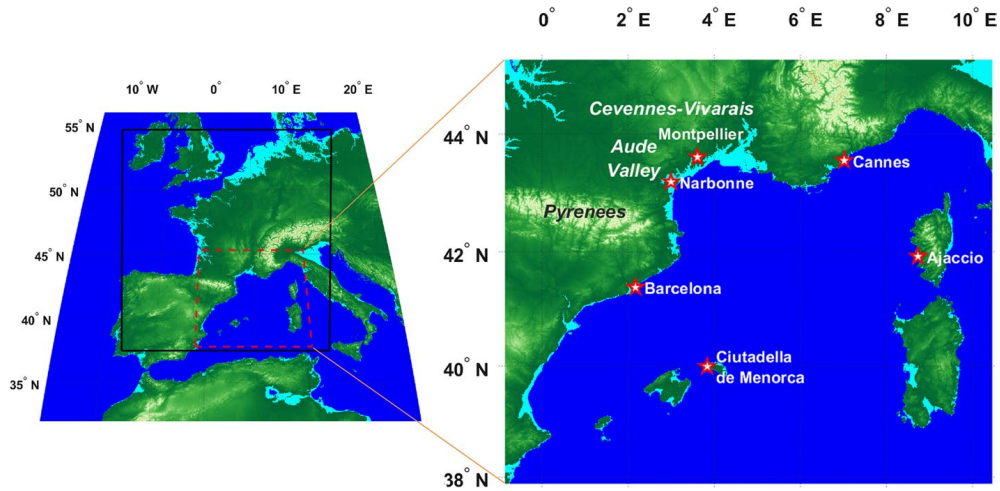 10° W 0° 10° E 20° E
55° N
50° N
45° N
40° N
35° N
0° 2° E 4° E 6° E 8° E 10° E
44° N
42° N
40° N
38° N
Cevennes-Vivarais
Montpellier
Aude
Valley
Narbonne
Cannes
Pyrenees
Ajaccio
Barcelona
Ciutadella
de Menorca